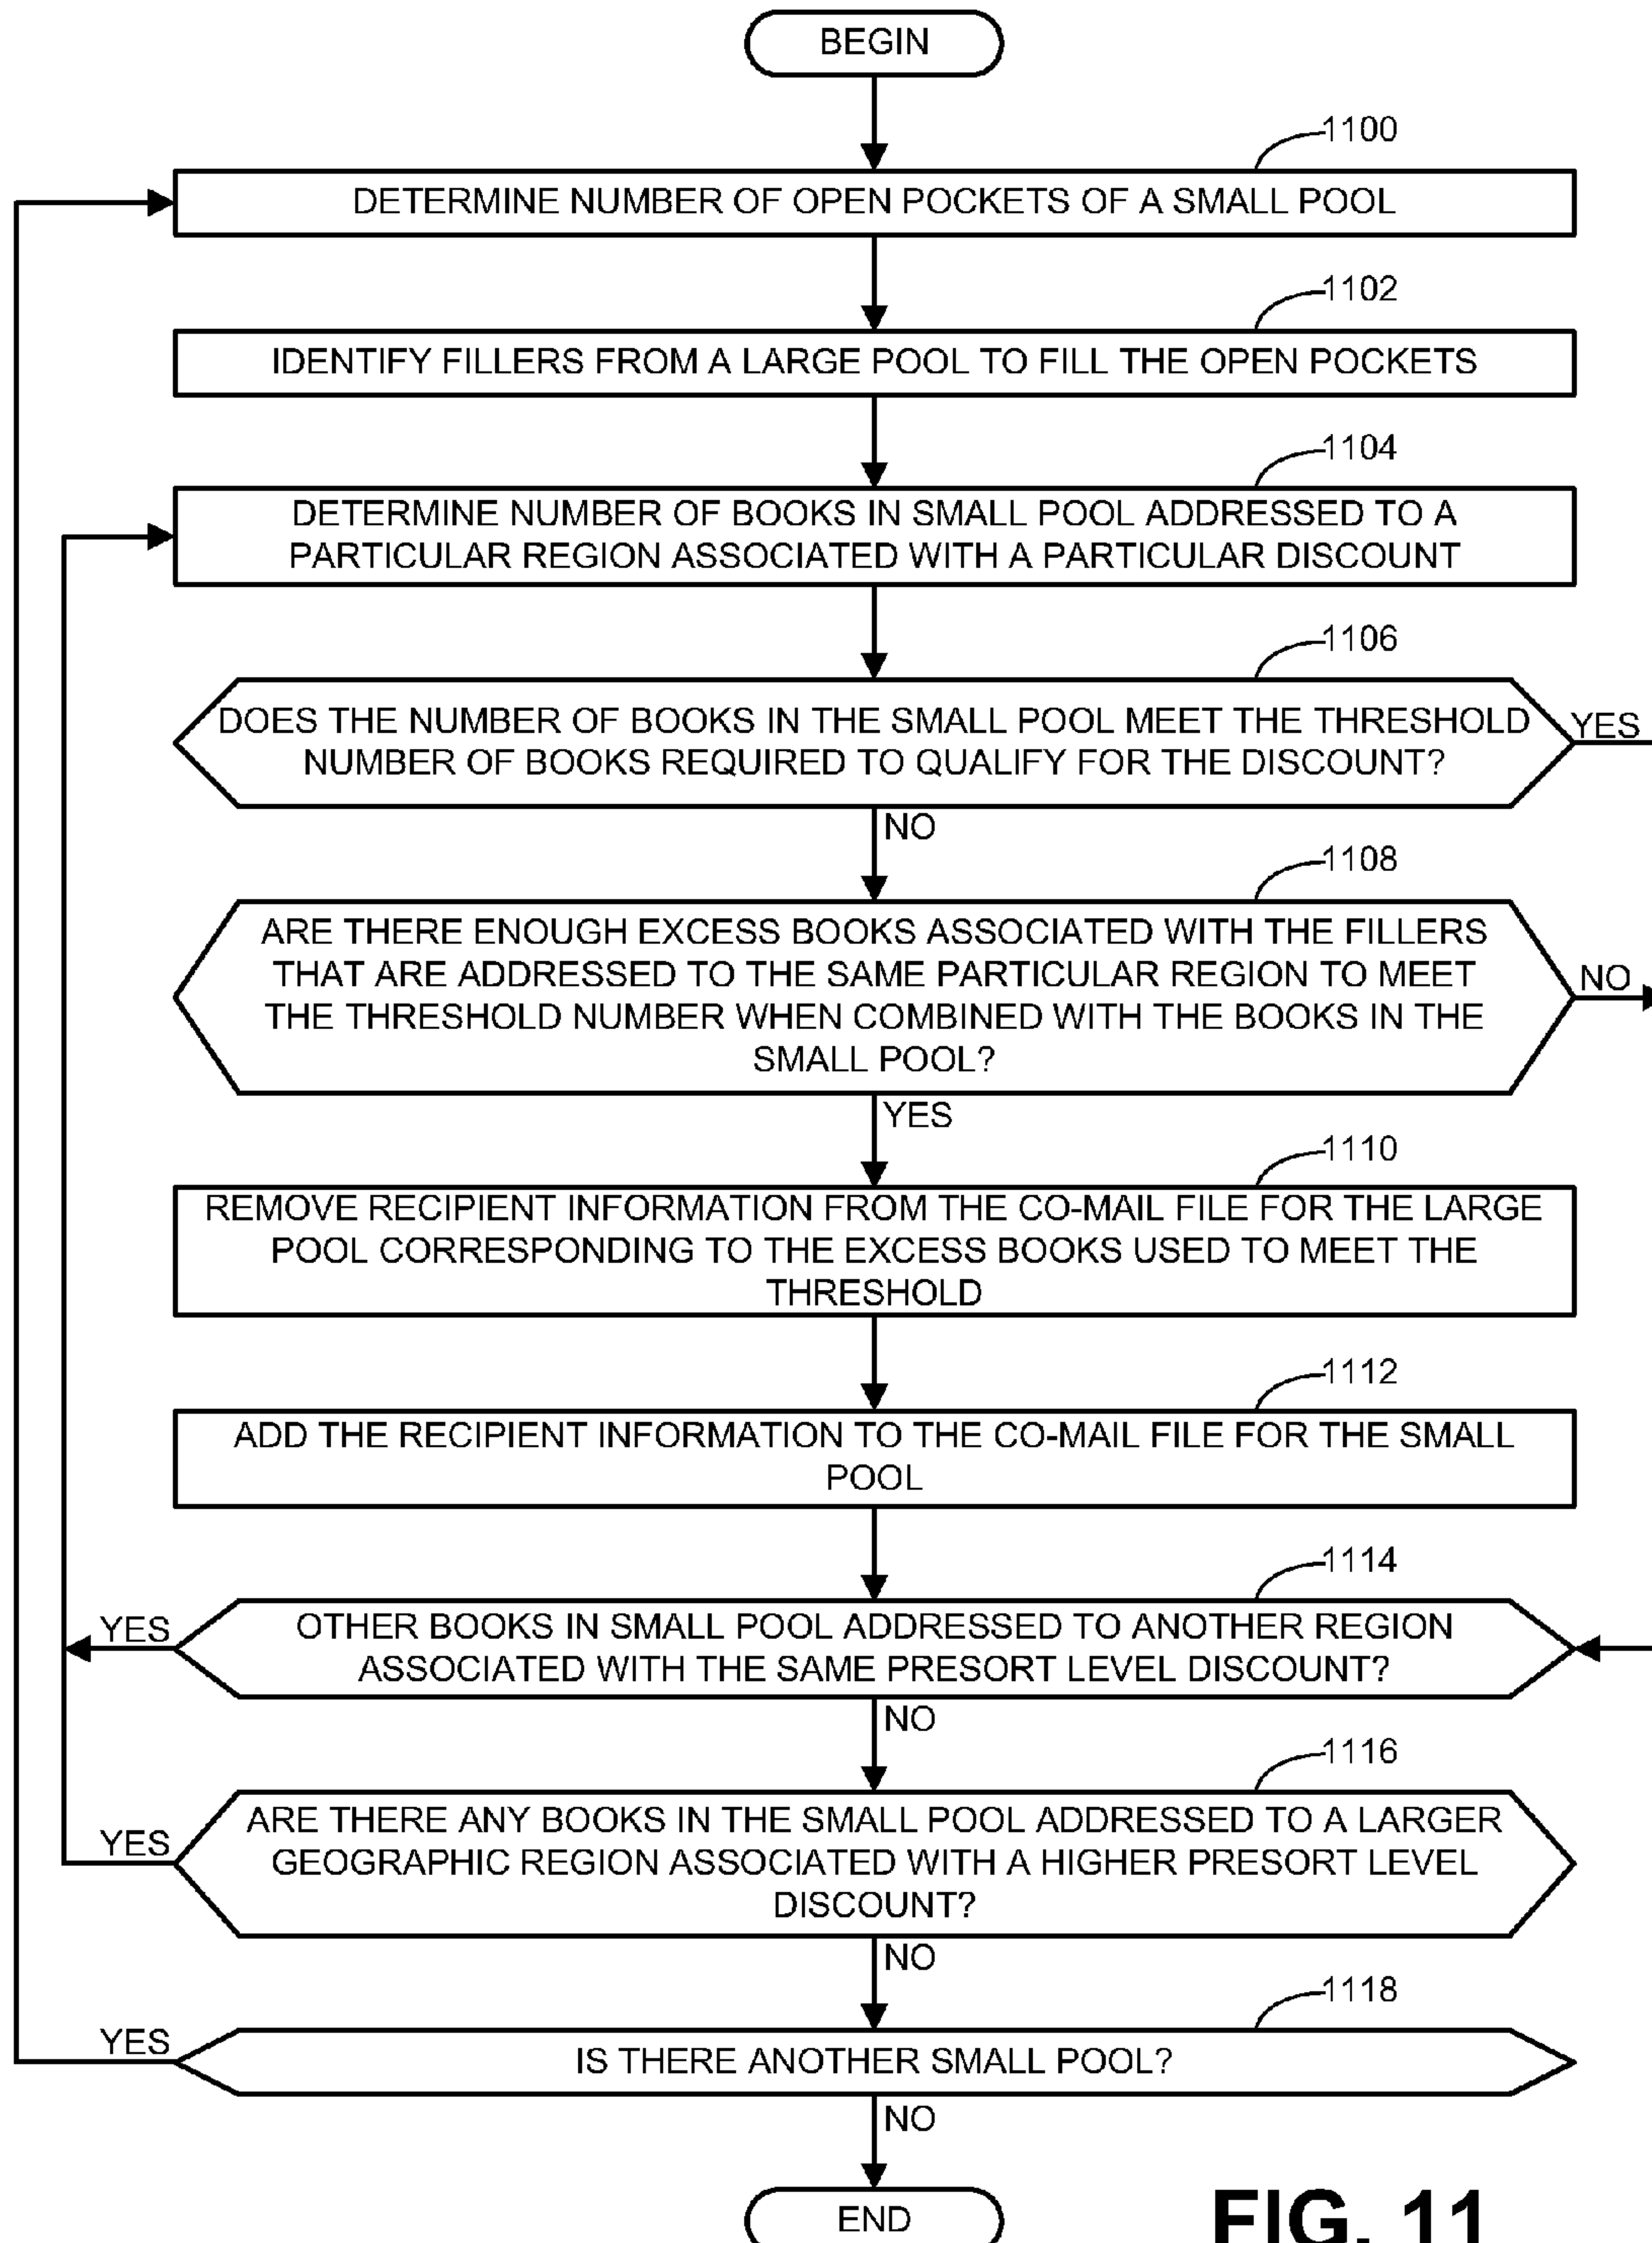 BEGIN
1100
DETERMINE NUMBER OF OPEN POCKETS OF A SMALL POOL
1102
IDENTIFY FILLERS FROM A LARGE POOL TO FILL THE OPEN POCKETS
1104
DETERMINE NUMBER OF BOOKS IN SMALL POOL ADDRESSED TO A
PARTICULAR REGION ASSOCIATED WITH A PARTICULAR DISCOUNT
1106
DOES THE NUMBER OF BOOKS IN THE SMALL POOL MEET THE THRESHOLD
NUMBER OF BOOKS REQUIRED TO QUALIFY FOR THE DISCOUNT?
YES
NO
1108
ARE THERE ENOUGH EXCESS BOOKS ASSOCIATED WITH THE FILLERS
THAT ARE ADDRESSED TO THE SAME PARTICULAR REGION TO MEET
THE THRESHOLD NUMBER WHEN COMBINED WITH THE BOOKS IN THE
SMALL POOL?
NO
YES
1110
REMOVE RECIPIENT INFORMATION FROM THE CO-MAIL FILE FOR THE LARGE
POOL CORRESPONDING TO THE EXCESS BOOKS USED TO MEET THE
THRESHOLD
1112
ADD THE RECIPIENT INFORMATION TO THE CO-MAIL FILE FOR THE SMALL
POOL
1114
YES
OTHER BOOKS IN SMALL POOL ADDRESSED TO ANOTHER REGION
ASSOCIATED WITH THE SAME PRESORT LEVEL DISCOUNT?
NO
1116
YES
ARE THERE ANY BOOKS IN THE SMALL POOL ADDRESSED TO A LARGER
GEOGRAPHIC REGION ASSOCIATED WITH A HIGHER PRESORT LEVEL
DISCOUNT?
NO
1118
YES
IS THERE ANOTHER SMALL POOL?
NO
END
FIG. 11